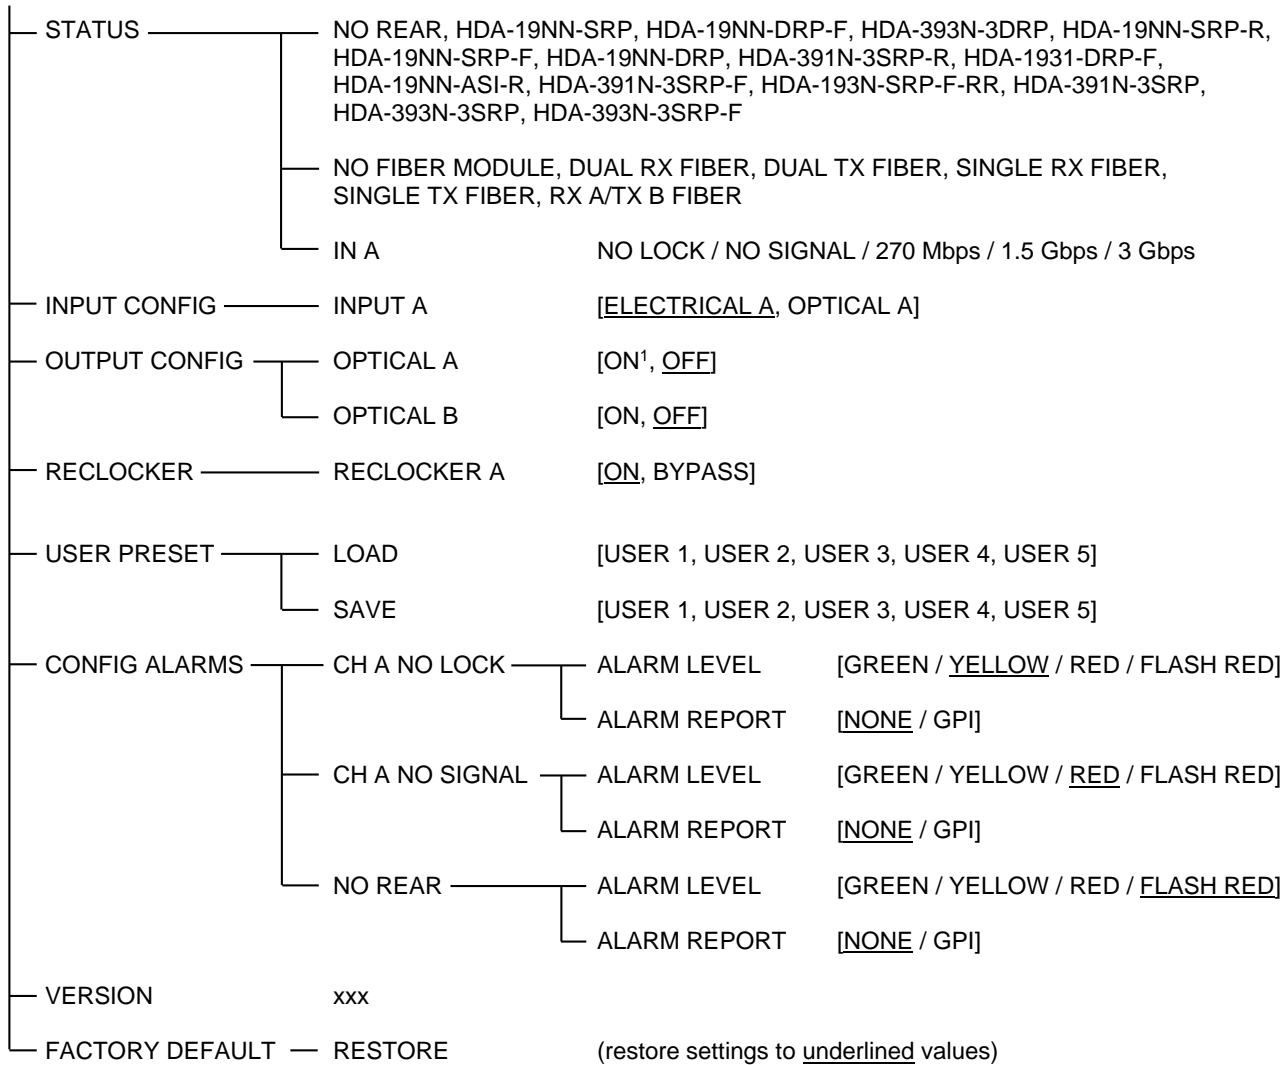 STATUS NO REAR, HDA-19NN-SRP, HDA-19NN-DRP-F, HDA-393N-3DRP, HDA-19NN-SRP-R,
HDA-19NN-SRP-F, HDA-19NN-DRP, HDA-391N-3SRP-R, HDA-1931-DRP-F,
HDA-19NN-ASI-R, HDA-391N-3SRP-F, HDA-193N-SRP-F-RR, HDA-391N-3SRP,
HDA-393N-3SRP, HDA-393N-3SRP-F
NO FIBER MODULE, DUAL RX FIBER, DUAL TX FIBER, SINGLE RX FIBER,
SINGLE TX FIBER, RX A/TX B FIBER
IN A NO LOCK / NO SIGNAL / 270 Mbps / 1.5 Gbps / 3 Gbps
INPUT CONFIG INPUT A [ELECTRICAL A, OPTICAL A]
OUTPUT CONFIG OPTICAL A [ON¹, OFF]
OPTICAL B [ON, OFF]
RECLOCKER RECLOCKER A [ON, BYPASS]
USER PRESET LOAD [USER 1, USER 2, USER 3, USER 4, USER 5]
SAVE [USER 1, USER 2, USER 3, USER 4, USER 5]
CONFIG ALARMS CH A NO LOCK ALARM LEVEL [GREEN / YELLOW / RED / FLASH RED]
ALARM REPORT [NONE / GPI]
CH A NO SIGNAL ALARM LEVEL [GREEN / YELLOW / RED / FLASH RED]
ALARM REPORT [NONE / GPI]
NO REAR ALARM LEVEL [GREEN / YELLOW / RED / FLASH RED]
ALARM REPORT [NONE / GPI]
VERSION xxx
FACTORY DEFAULT RESTORE (restore settings to underlined values)